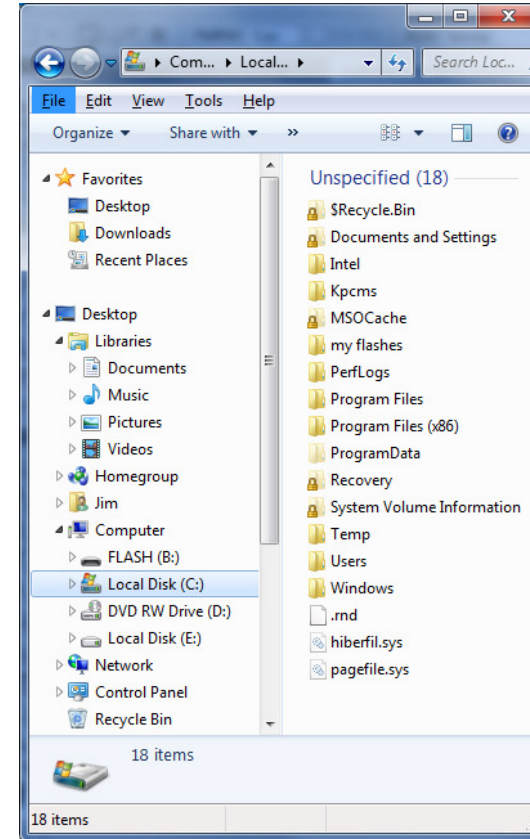 Com... Local... Search Loc...
File Edit View Tools Help
Organize Share with »
Favorites
Desktop
Downloads
Recent Places
Desktop
Libraries
Documents
Music
Pictures
Videos
Homegroup
Jim
Computer
FLASH (B:)
Local Disk (C:)
DVD RW Drive (D:)
Local Disk (E:)
Network
Control Panel
Recycle Bin
Unspecified (18)
$Recycle.Bin
Documents and Settings
Intel
Kpcms
MSOCache
my flashes
PerfLogs
Program Files
Program Files (x86)
ProgramData
Recovery
System Volume Information
Temp
Users
Windows
.rnd
hiberfil.sys
pagefile.sys
18 items
18 items